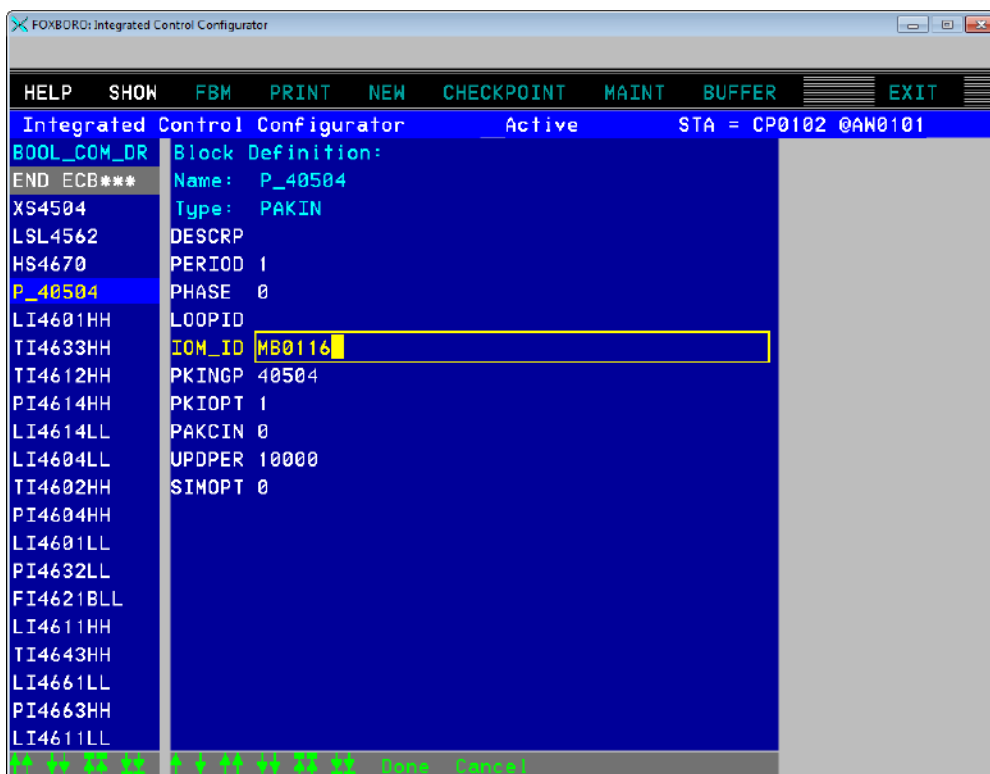 FOXBORO: Integrated Control Configurator
HELP SHOW FBM PRINT NEW CHECKPOINT MAINT BUFFER EXIT
Integrated Control Configurator Active STA = CP0102 @AW0101
BOOL_COM_DR Block Definition:
END ECB*** Name: P_40504
XS4504 Type: PAKIN
LSL4562 DESCRP
HS4670 PERIOD 1
P_40504 PHASE 0
LI4601HH LOOPID
TI4633HH IOM_ID MB0116
TI4612HH PKINGP 40504
PI4614HH PKIOPT 1
LI4614LL PAKCIN 0
LI4604LL UPDPER 10000
TI4602HH SIMOPT 0
PI4604HH
LI4601LL
PI4632LL
FI4621BLL
LI4611HH
TI4643HH
LI4661LL
PI4663HH
LI4611LL
Done Cancel